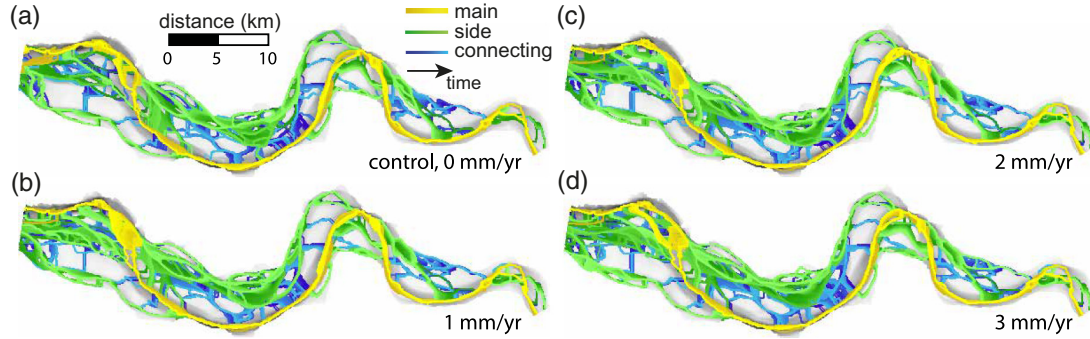 (a)
distance (km)
0 5 10
main
side
connecting
time
control, 0 mm/yr
(c)
2 mm/yr
(b)
1 mm/yr
(d)
3 mm/yr